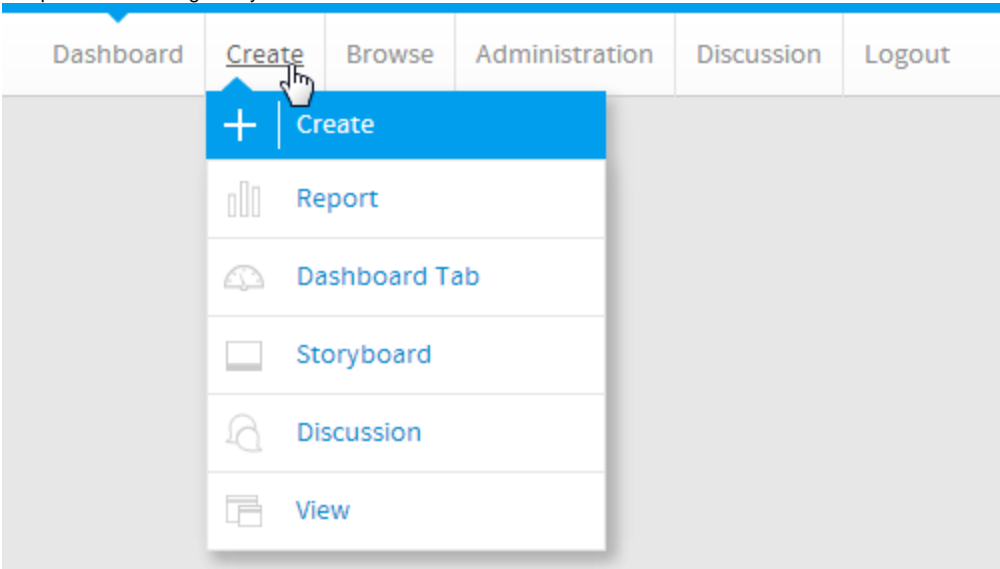 Dashboard Create Browse Administration Discussion Logout
Create
Report
Dashboard Tab
Storyboard
Discussion
View